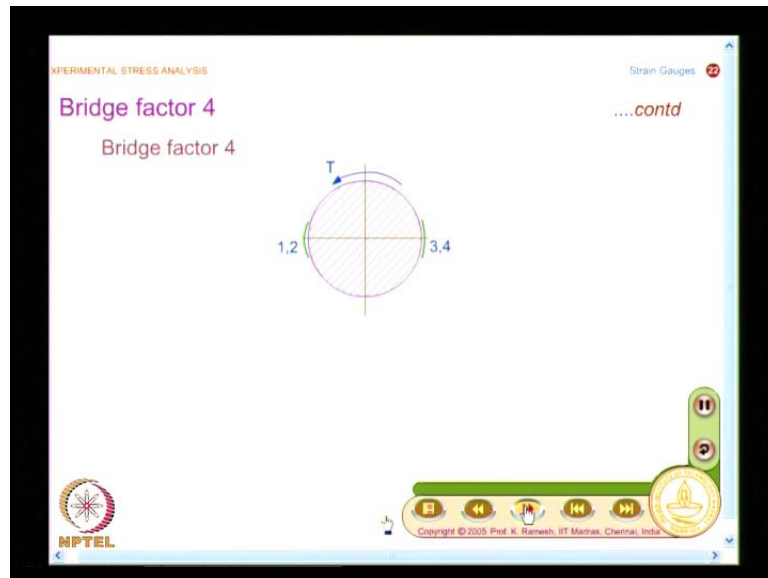 XPERIMENTAL STRESS ANALYSIS
Strain Gauges 22
Bridge factor 4
....contd
Bridge factor 4
T
1,2
3,4
Copyright © 2005 Prof. K. Ramesh, IIT Madras, Chennai, India
NPTEL